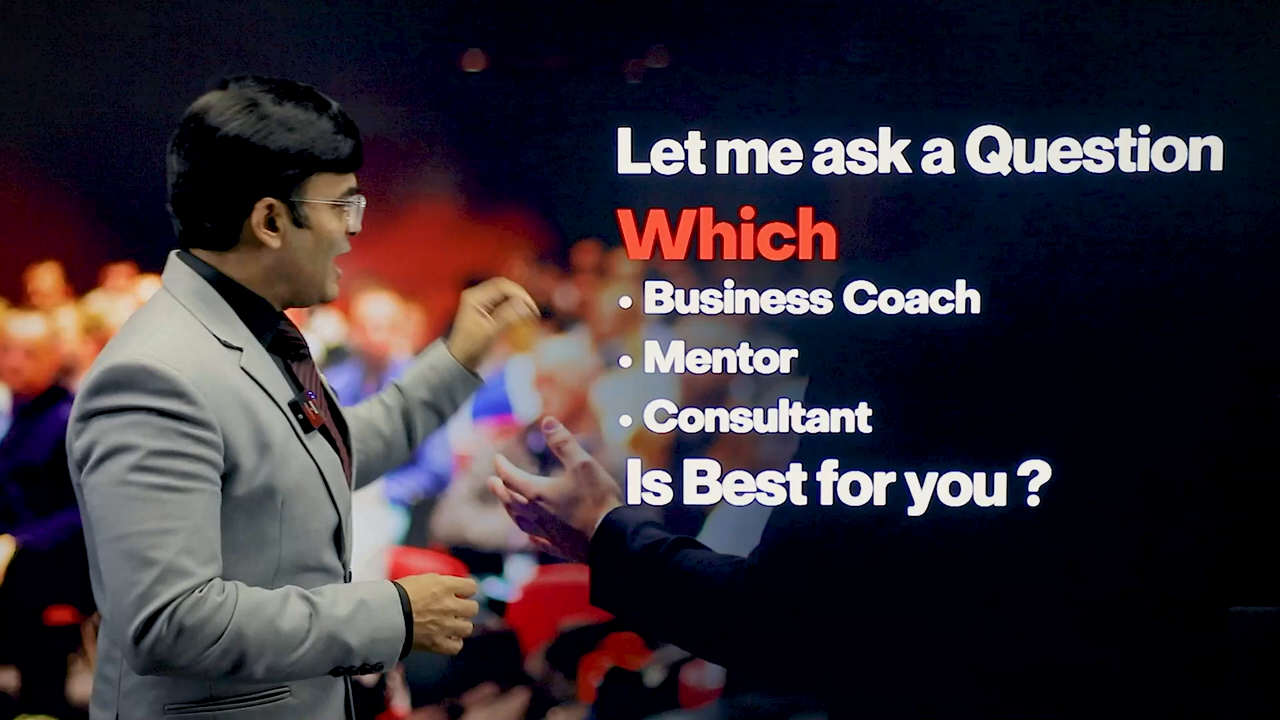 Let me ask a Question
Which
• Business Coach
• Mentor
• Consultant
Is Best for you ?